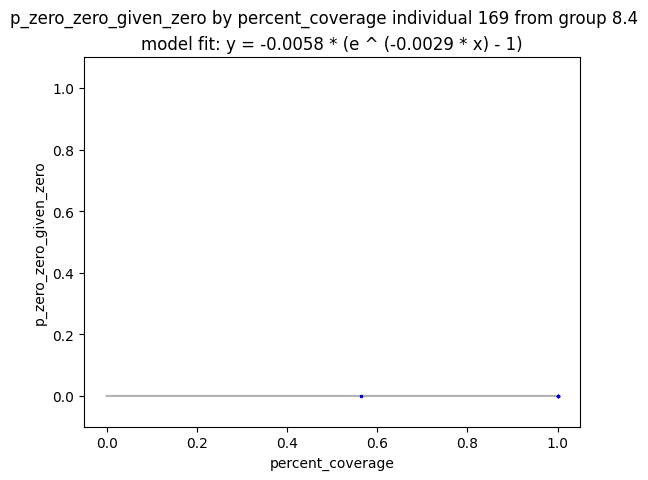 p_zero_zero_given_zero by percent_coverage individual 169 from group 8.4
model fit: y = -0.0058 * (e ^ (-0.0029 * x) - 1)
1.0
0.8
0.6
0.4
0.2
0.0
p_zero_zero_given_zero
0.0 0.2 0.4 0.6 0.8 1.0
percent_coverage